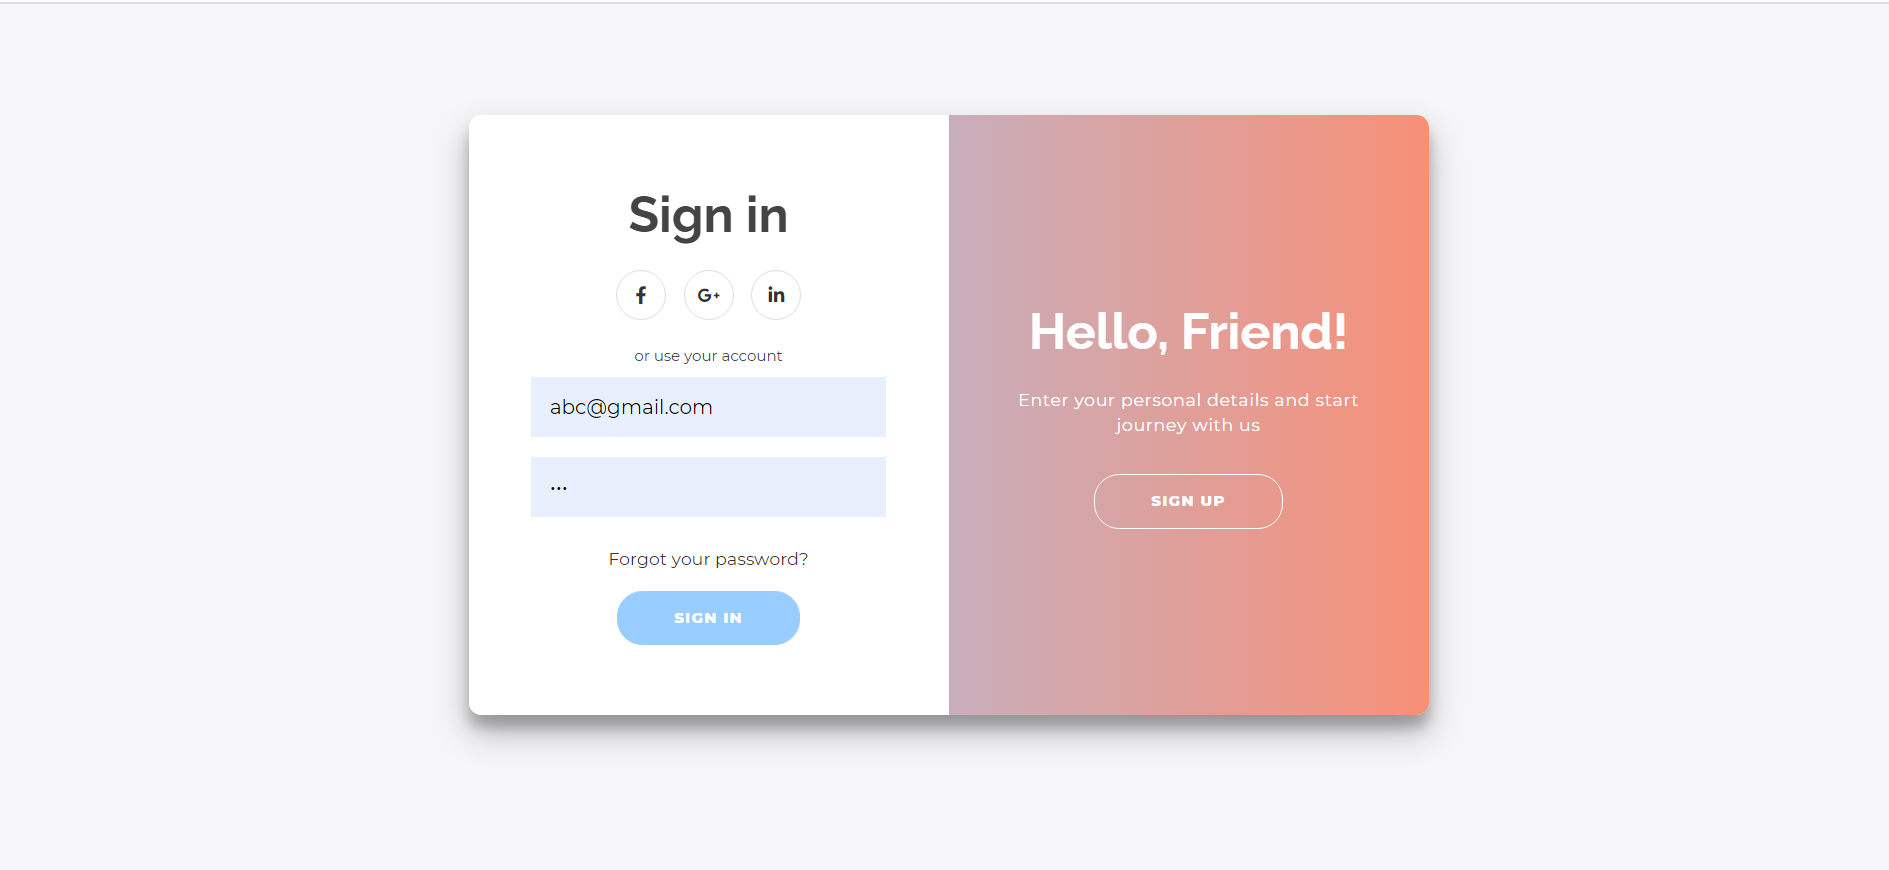 Sign in
f
G+
in
or use your account
abc@gmail.com
•••
Forgot your password?
SIGN IN
Hello, Friend!
Enter your personal details and start
journey with us
SIGN UP